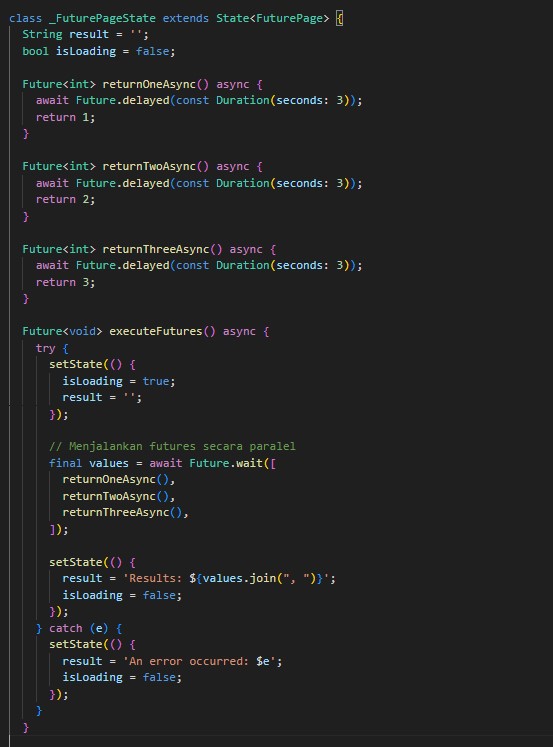 class _FuturePageState extends State<FuturePage> {
  String result = '';
  bool isLoading = false;

  Future<int> returnOneAsync() async {
    await Future.delayed(const Duration(seconds: 3));
    return 1;
  }

  Future<int> returnTwoAsync() async {
    await Future.delayed(const Duration(seconds: 3));
    return 2;
  }

  Future<int> returnThreeAsync() async {
    await Future.delayed(const Duration(seconds: 3));
    return 3;
  }

  Future<void> executeFutures() async {
    try {
      setState(() {
        isLoading = true;
        result = '';
      });

      // Menjalankan futures secara paralel
      final values = await Future.wait([
        returnOneAsync(),
        returnTwoAsync(),
        returnThreeAsync(),
      ]);

      setState(() {
        result = 'Results: ${values.join(", ")}';
        isLoading = false;
      });
    } catch (e) {
      setState(() {
        result = 'An error occurred: $e';
        isLoading = false;
      });
    }
  }